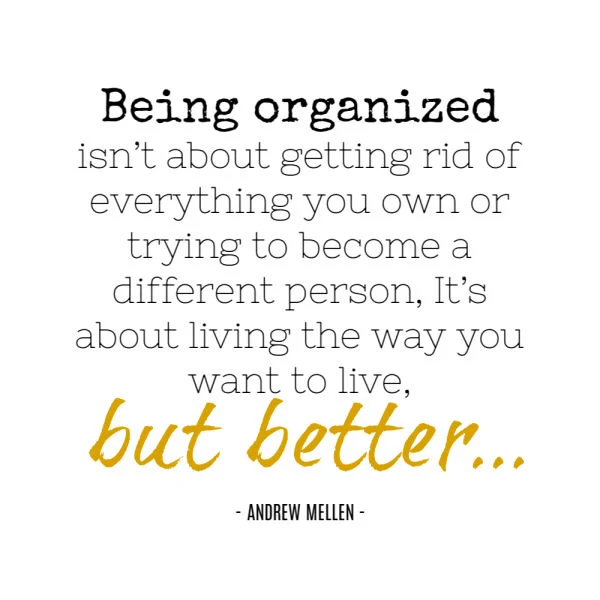 Being organized
isn’t about getting rid of
everything you own or
trying to become a
different person, It’s
about living the way you
want to live,
but better...
- ANDREW MELLEN -